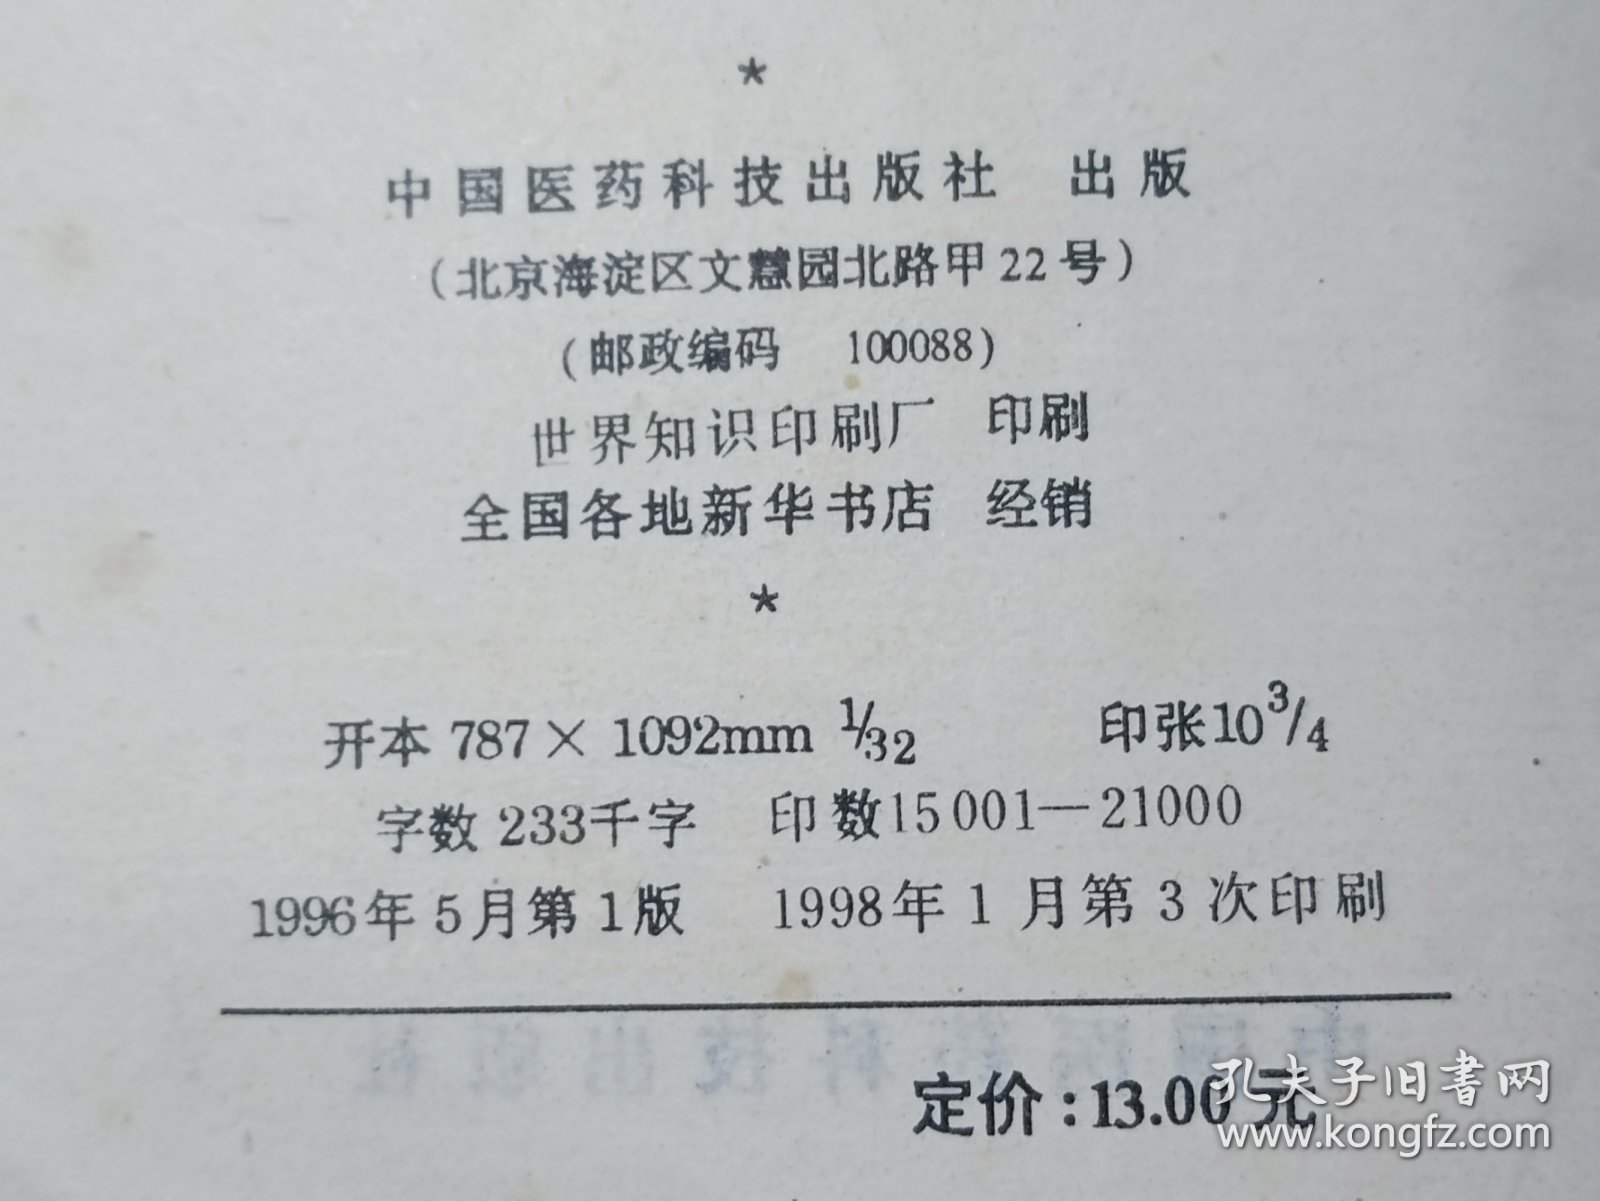 *
中国医药科技出版社 出版
(北京海淀区文慧园北路甲22号)
(邮政编码 100088)
世界知识印刷厂 印刷
全国各地新华书店 经销
*
开本 787×1092mm 1/32 印张10 3/4
字数 233千字 印数15001—21000
1996年5月第1版 1998年1月第3次印刷
定价:13.00元
孔夫子旧书网
www.kongfz.com